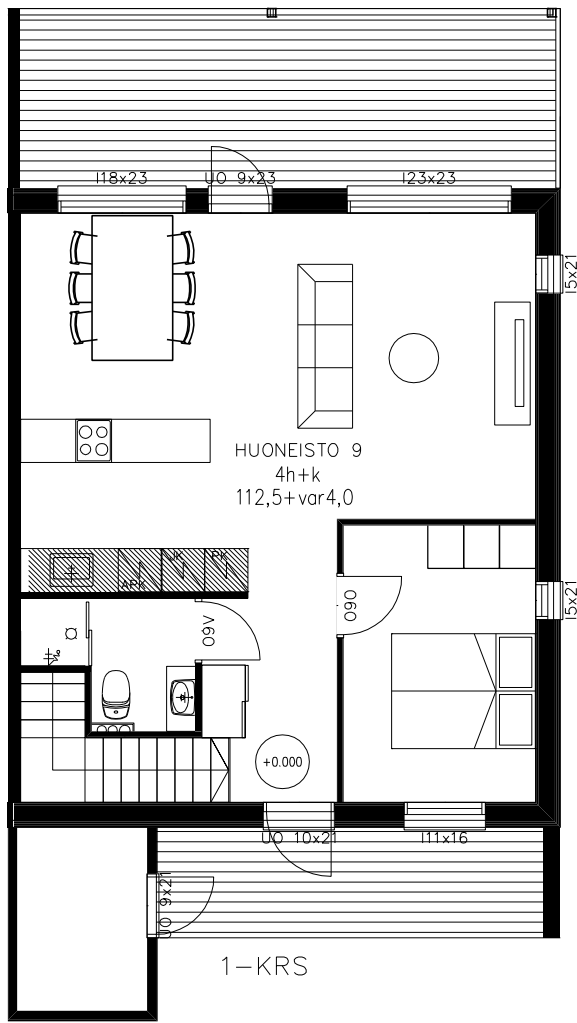 I18x23
UO 9x23
I23x23
I5x21
HUONEISTO 9
4h+k
112,5+var4,0
APK
JK
PK
I5x21
090
09V
+0.000
UO 10x21
I11x16
UO 9x21
1-KRS